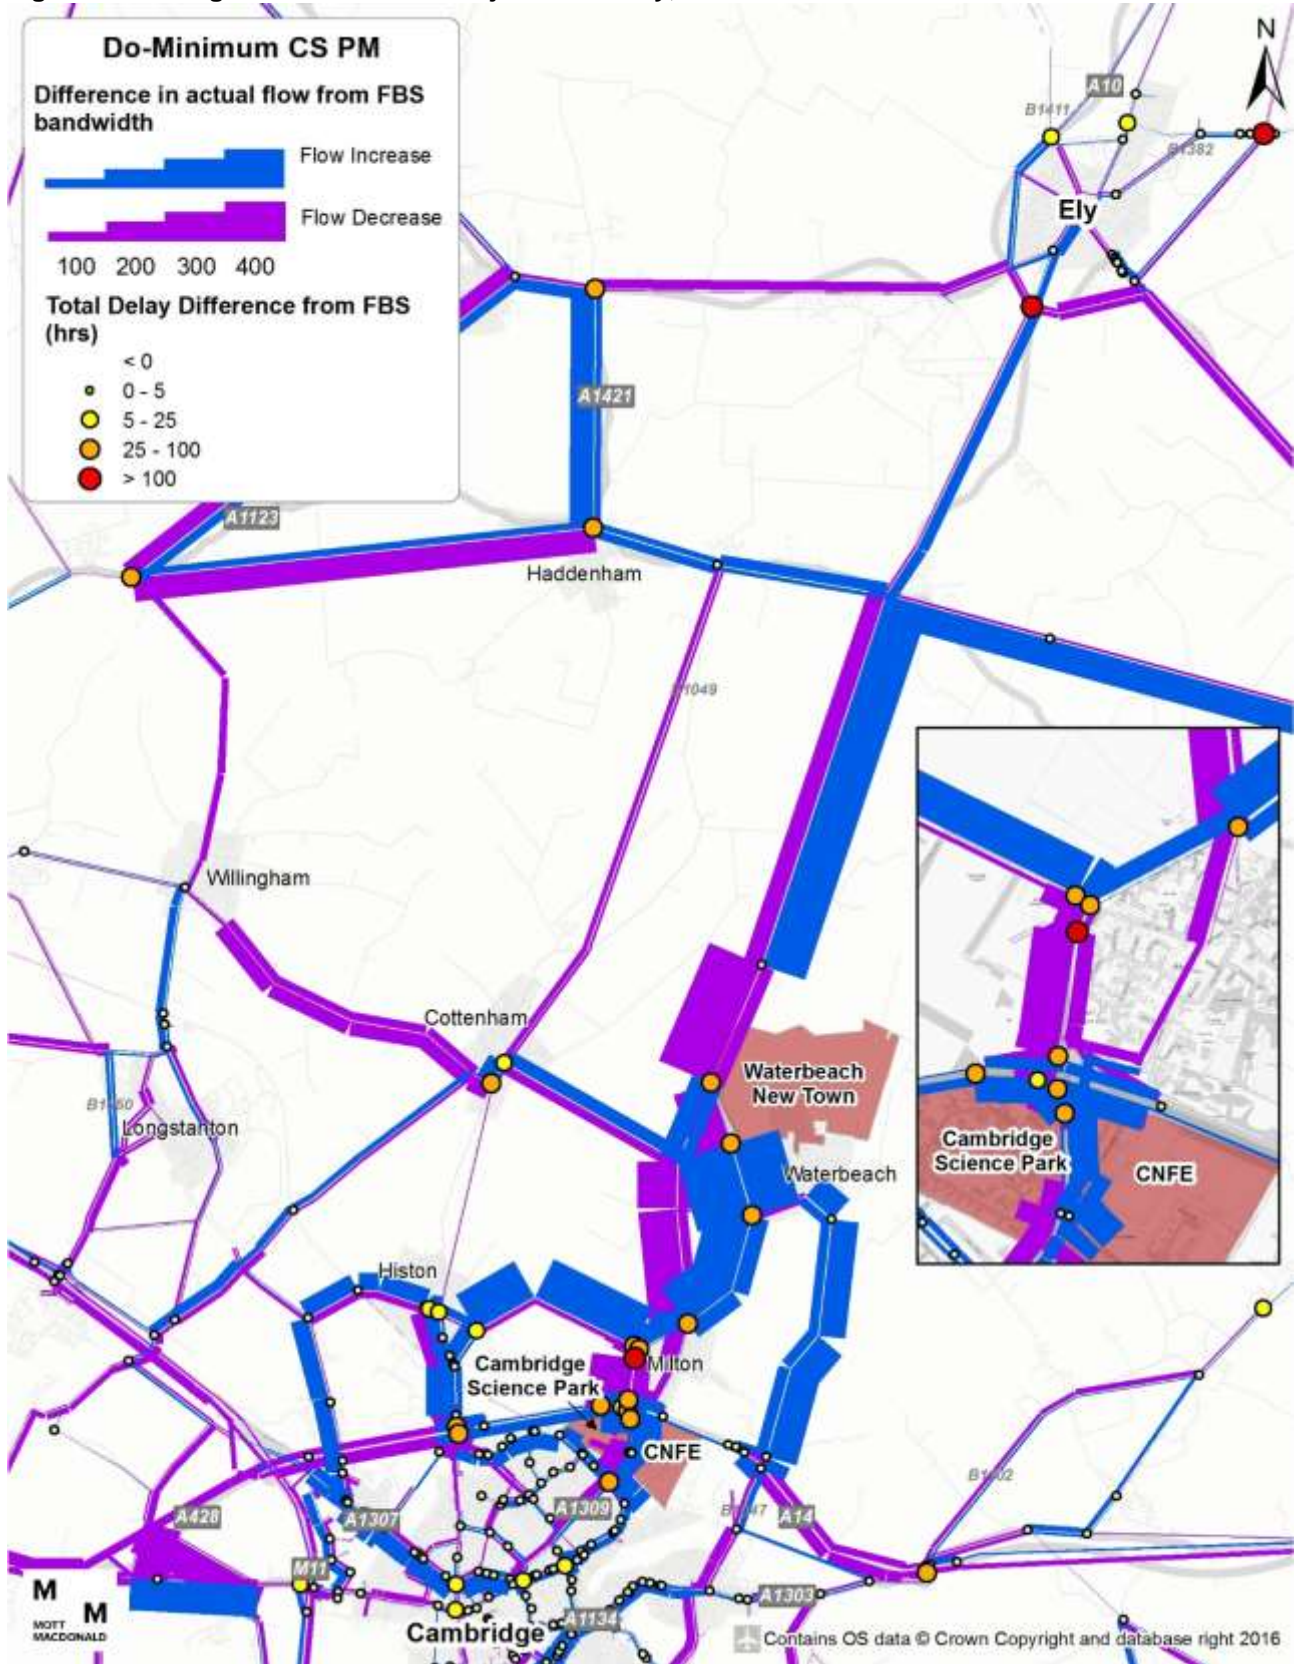 Do-Minimum CS PM
Difference in actual flow from FBS
bandwidth
Flow Increase
Flow Decrease
100 200 300 400
Total Delay Difference from FBS
(hrs)
< 0
0 - 5
5 - 25
25 - 100
> 100
N
A10
B1411
B1382
Ely
A1421
A1123
Haddenham
Willingham
Cottenham
Waterbeach
New Town
Longstanton
Waterbeach
Cambridge
Science Park
CNFE
Histon
Cambridge
Science Park
Milton
CNFE
A1309
A428
A1307
A14
M11
A1303
A1134
Cambridge
M
M
MOTT
MACDONALD
Contains OS data © Crown Copyright and database right 2016